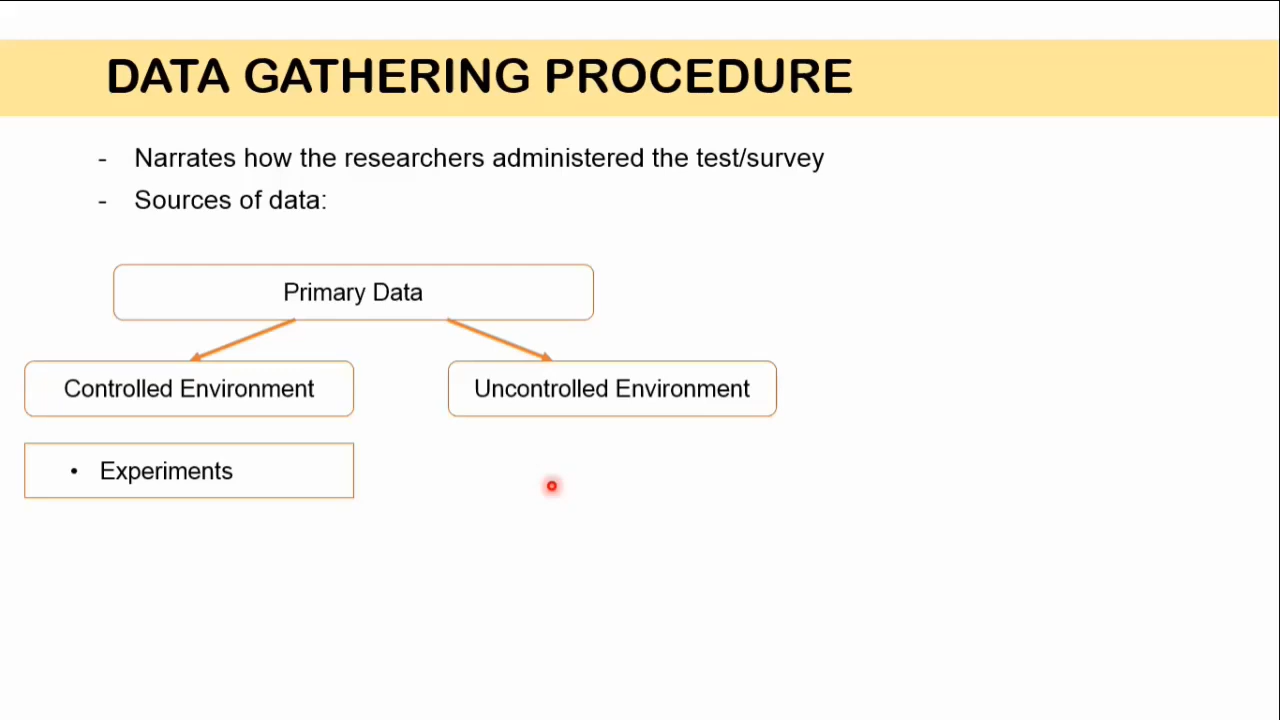 DATA GATHERING PROCEDURE
- Narrates how the researchers administered the test/survey
- Sources of data:
Primary Data
Controlled Environment
Uncontrolled Environment
• Experiments